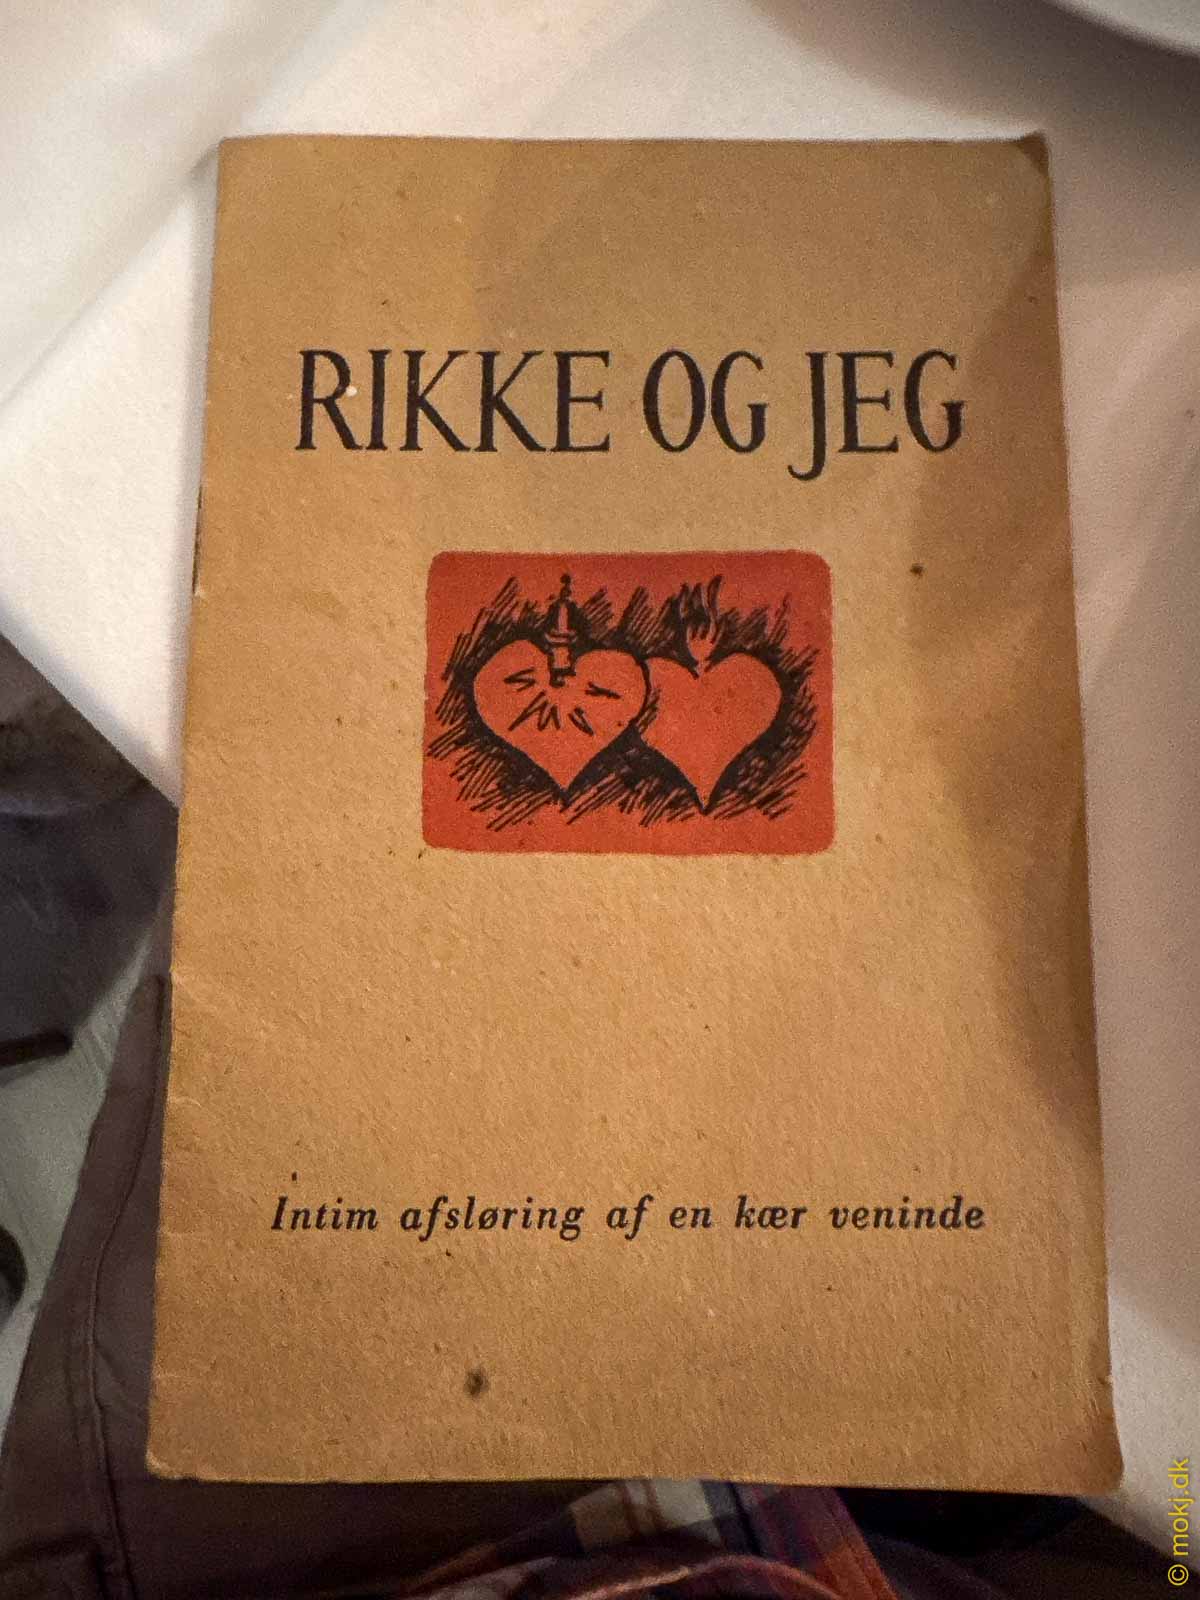 RIKKE OG JEG
Intim afsløring af en kær veninde
© mokj.dk